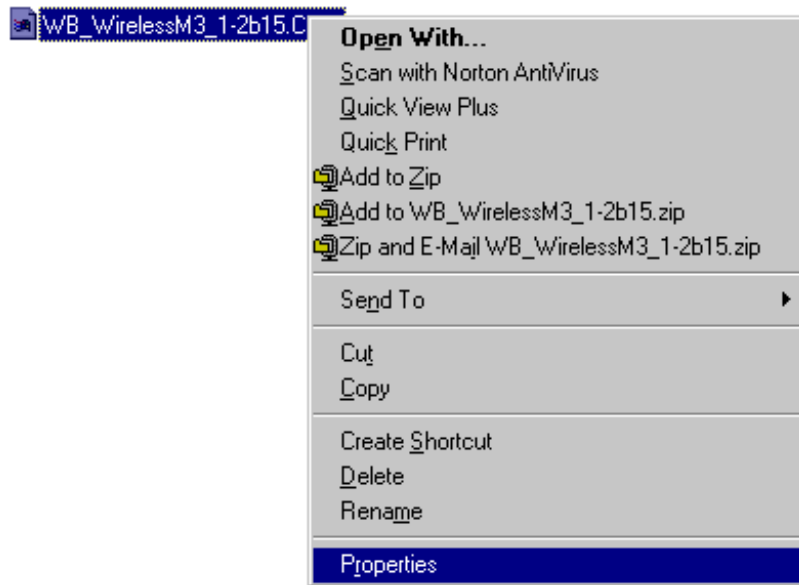 WB_WirelessM3_1-2b15.C
Open With...
Scan with Norton AntiVirus
Quick View Plus
Quick Print
Add to Zip
Add to WB_WirelessM3_1-2b15.zip
Zip and E-Mail WB_WirelessM3_1-2b15.zip
Send To
Cut
Copy
Create Shortcut
Delete
Rename
Properties